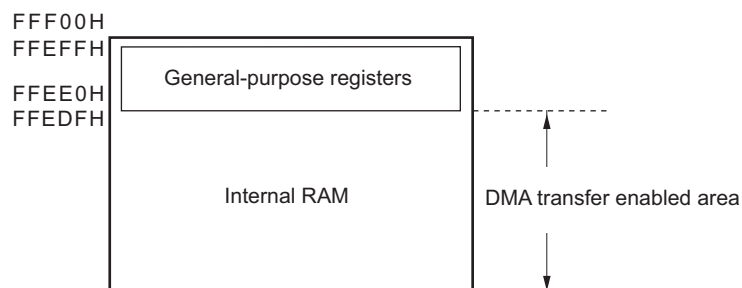 FFF00H
FFEFFH
General-purpose registers
FFEE0H
FFEDFH
Internal RAM
DMA transfer enabled area